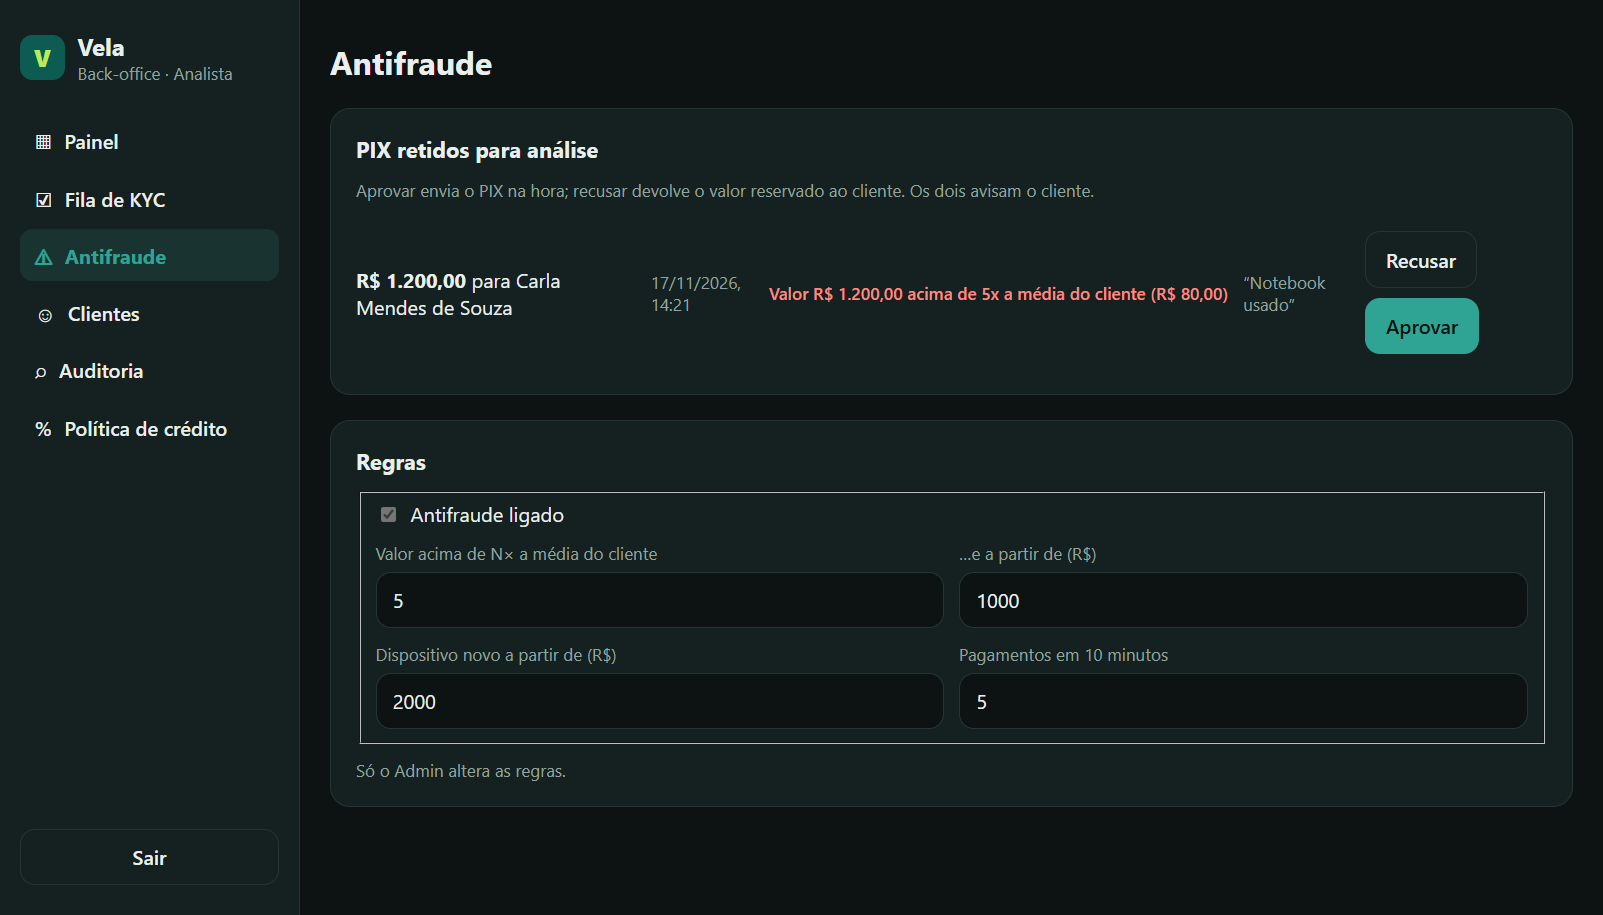 V
Vela
Back-office · Analista
Painel
Fila de KYC
Antifraude
Clientes
Auditoria
% Política de crédito
Sair
Antifraude
PIX retidos para análise
Aprovar envia o PIX na hora; recusar devolve o valor reservado ao cliente. Os dois avisam o cliente.
R$ 1.200,00 para Carla
Mendes de Souza
17/11/2026,
14:21
Valor R$ 1.200,00 acima de 5x a média do cliente (R$ 80,00)
“Notebook
usado”
Recusar
Aprovar
Regras
Antifraude ligado
Valor acima de N× a média do cliente
...e a partir de (R$)
5
1000
Dispositivo novo a partir de (R$)
Pagamentos em 10 minutos
2000
5
Só o Admin altera as regras.